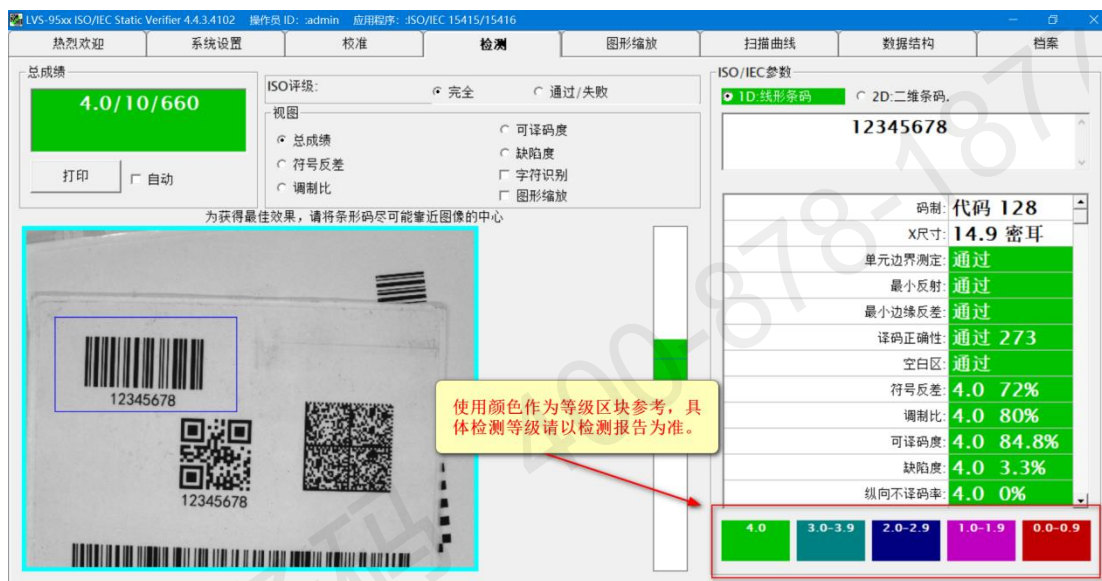 LVS-95xx ISO/IEC Static Verifier 4.4.3.4102 操作员 ID: :admin 应用程序: :ISO/IEC 15415/15416
热烈欢迎 系统设置 校准 检测 图形缩放 扫描曲线 数据结构 档案
总成绩
4.0/10/660
打印
自动
ISO评级:
完全
通过/失败
视图
总成绩
符号反差
调制比
可译码度
缺陷度
字符识别
图形缩放
为获得最佳效果,请将条形码尽可能靠近图像的中心
12345678
12345678
使用颜色作为等级区块参考,具
体检测等级请以检测报告为准。
ISO/IEC参数
1D:线形条码
2D:二维条码.
12345678
码制: 代码 128
X尺寸: 14.9 密耳
单元边界测定: 通过
最小反射: 通过
最小边缘反差: 通过
译码正确性: 通过 273
空白区: 通过
符号反差: 4.0 72%
调制比: 4.0 80%
可译码度: 4.0 84.8%
缺陷度: 4.0 3.3%
纵向不译码率: 4.0 0%
4.0 3.0-3.9 2.0-2.9 1.0-1.9 0.0-0.9
码 400-878-1877